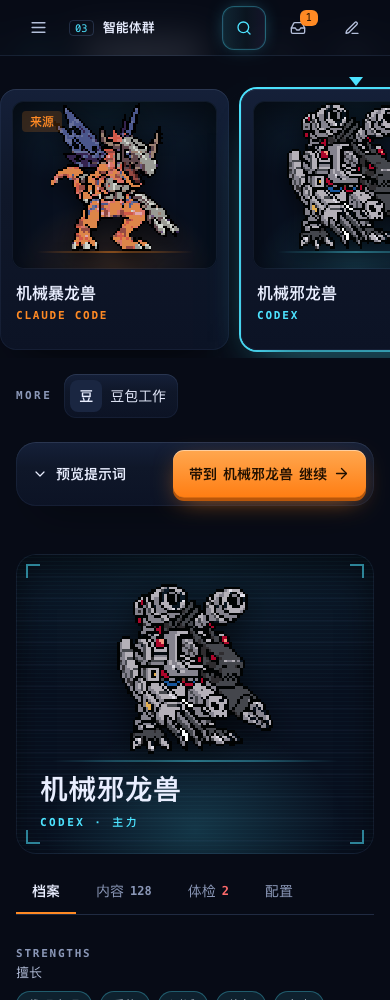 03 智能体群
1
来源
机械暴龙兽
CLAUDE CODE
机械邪龙兽
CODEX
MORE 豆 豆包工作
预览提示词 带到 机械邪龙兽 继续 →
机械邪龙兽
CODEX · 主力
档案 内容 128 体检 2 配置
STRENGTHS
擅长